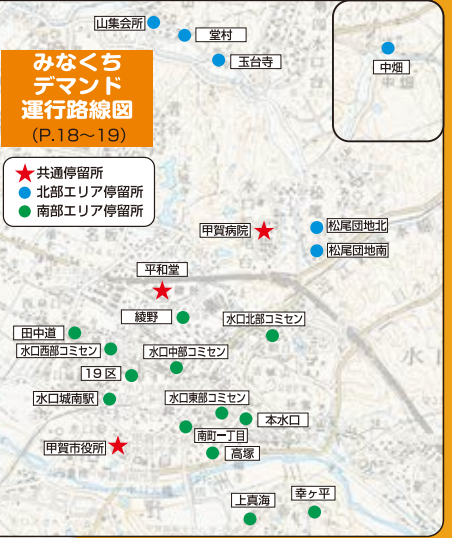 山集会所
堂村
玉台寺
中畑
みなくち
デマンド
運行路線図
(P.18〜19)
共通停留所
北部エリア停留所
南部エリア停留所
甲賀病院
松尾団地北
松尾団地南
平和堂
綾野
水口北部コミセン
田中道
水口西部コミセン
水口中部コミセン
19区
水口城南駅
水口東部コミセン
本水口
南町一丁目
甲賀市役所
高塚
上真海
幸ヶ平